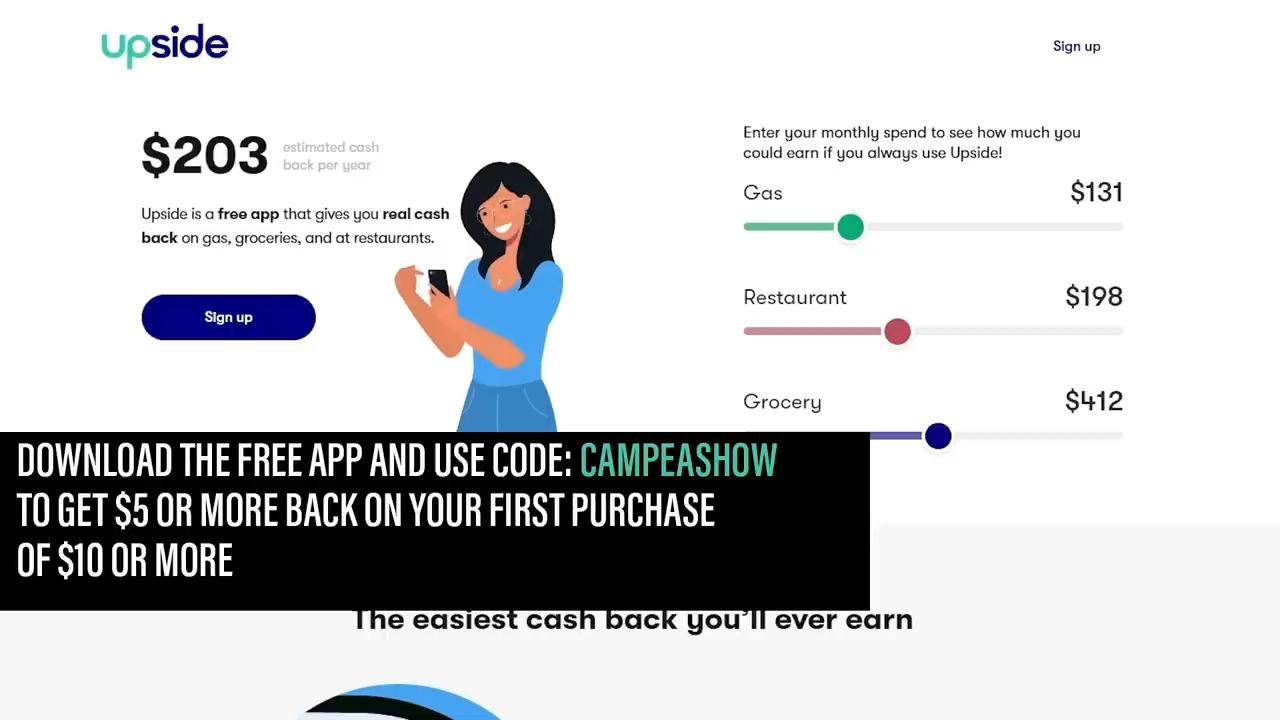 upside
Sign up
$203
estimated cash
back per year
Upside is a free app that gives you real cash
back on gas, groceries, and at restaurants.
Sign up
Enter your monthly spend to see how much you
could earn if you always use Upside!
Gas $131
Restaurant $198
Grocery $412
DOWNLOAD THE FREE APP AND USE CODE: CAMPEASHOW
TO GET $5 OR MORE BACK ON YOUR FIRST PURCHASE
OF $10 OR MORE
The easiest cash back you'll ever earn